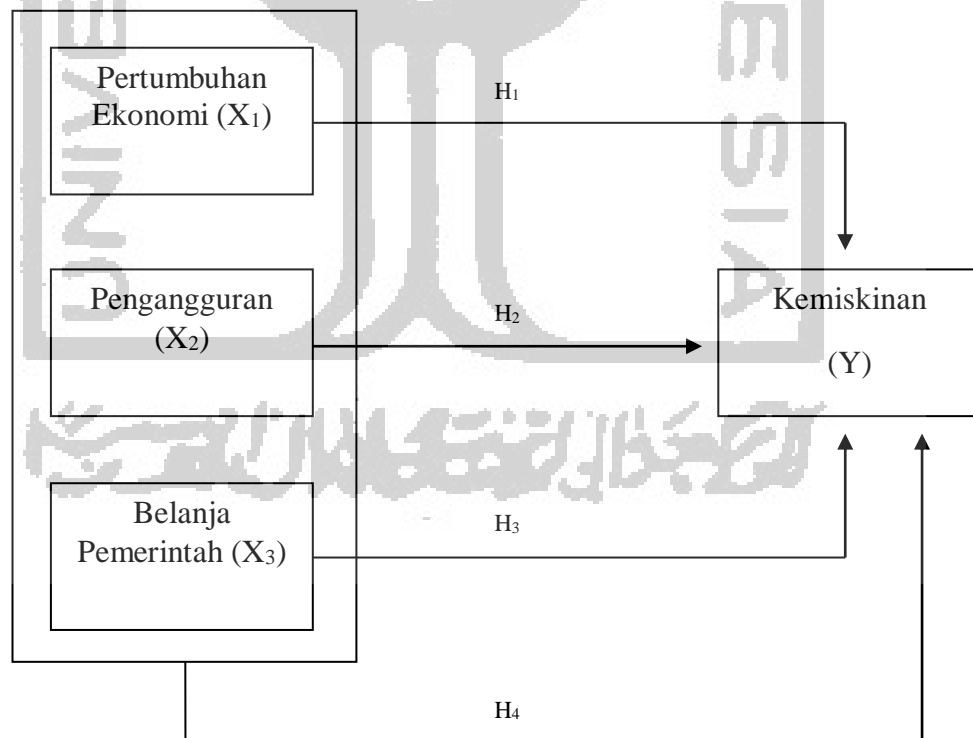 Pertumbuhan
Ekonomi (X₁)
H₁
Pengangguran
(X₂)
H₂
Kemiskinan
(Y)
Belanja
Pemerintah (X₃)
H₃
H₄